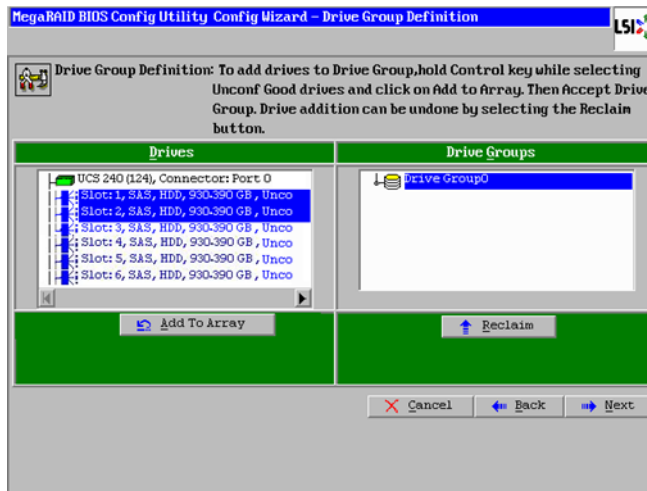 MegaRAID BIOS Config Utility Config Wizard – Drive Group Definition
LSI
Drive Group Definition: To add drives to Drive Group,hold Control key while selecting
Unconf Good drives and click on Add to Array. Then Accept Drive
Group. Drive addition can be undone by selecting the Reclaim
button.
Drives
Drive Groups
UCS 240 (124), Connector: Port 0
Slot: 1, SAS, HDD, 930.390 GB, Unco
Slot: 2, SAS, HDD, 930.390 GB, Unco
Slot: 3, SAS, HDD, 930.390 GB, Unco
Slot: 4, SAS, HDD, 930.390 GB, Unco
Slot: 5, SAS, HDD, 930.390 GB, Unco
Slot: 6, SAS, HDD, 930.390 GB, Unco
Drive Group0
Add To Array
Reclaim
Cancel
Back
Next